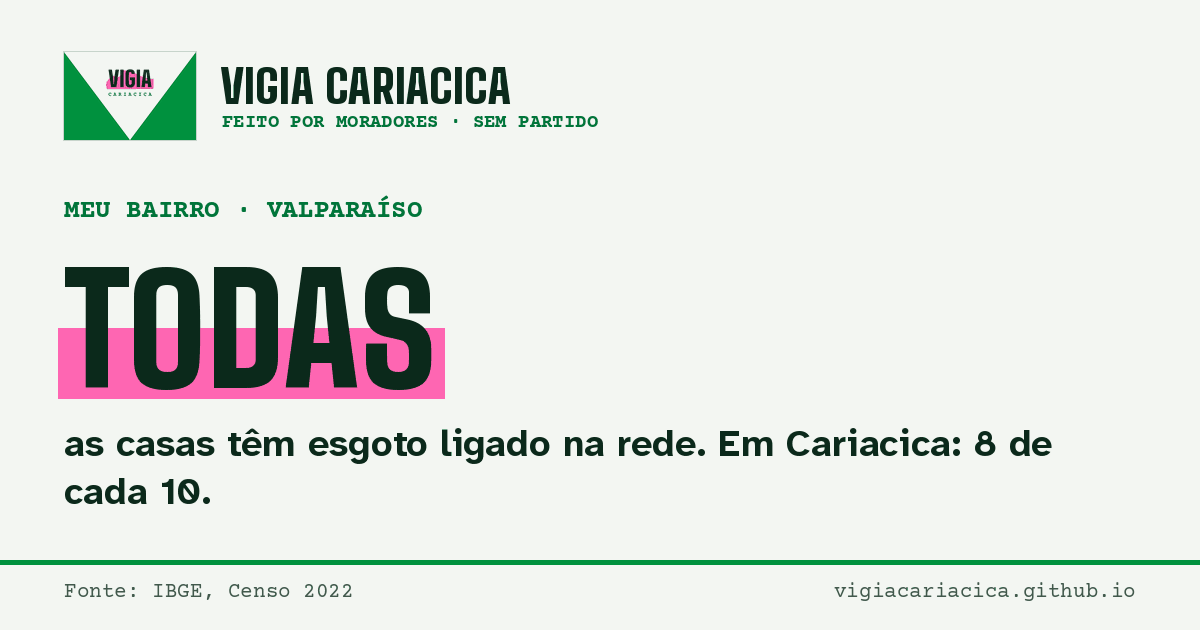 VIGIA
CARIACICA
VIGIA CARIACICA
FEITO POR MORADORES · SEM PARTIDO
MEU BAIRRO · VALPARAÍSO
TODAS
as casas têm esgoto ligado na rede. Em Cariacica: 8 de
cada 10.
Fonte: IBGE, Censo 2022
vigiacariacica.github.io